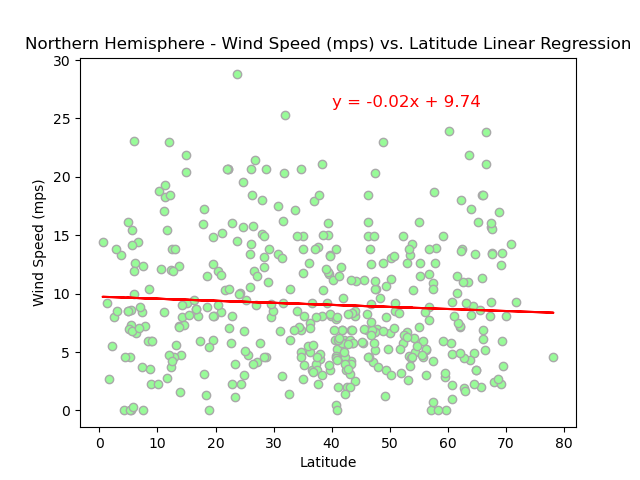 Northern Hemisphere - Wind Speed (mps) vs. Latitude Linear Regression
y = -0.02x + 9.74
30
25
20
15
10
5
0
Wind Speed (mps)
0 10 20 30 40 50 60 70 80
Latitude